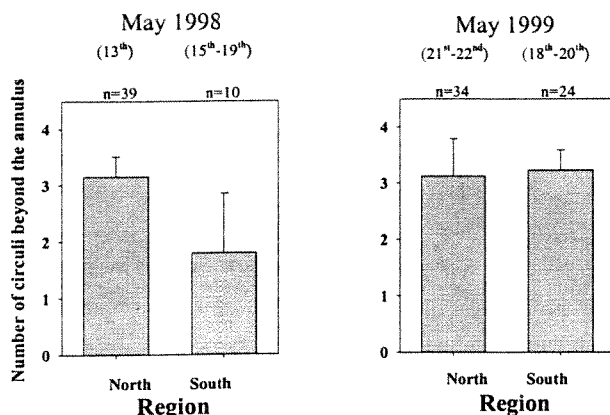 May 1998
(13th) (15th-19th)
n=39 n=10
Number of circuli beyond the annulus
4
3
2
1
0
North South
Region
May 1999
(21st-22nd) (18th-20th)
n=34 n=24
4
3
2
1
0
North South
Region